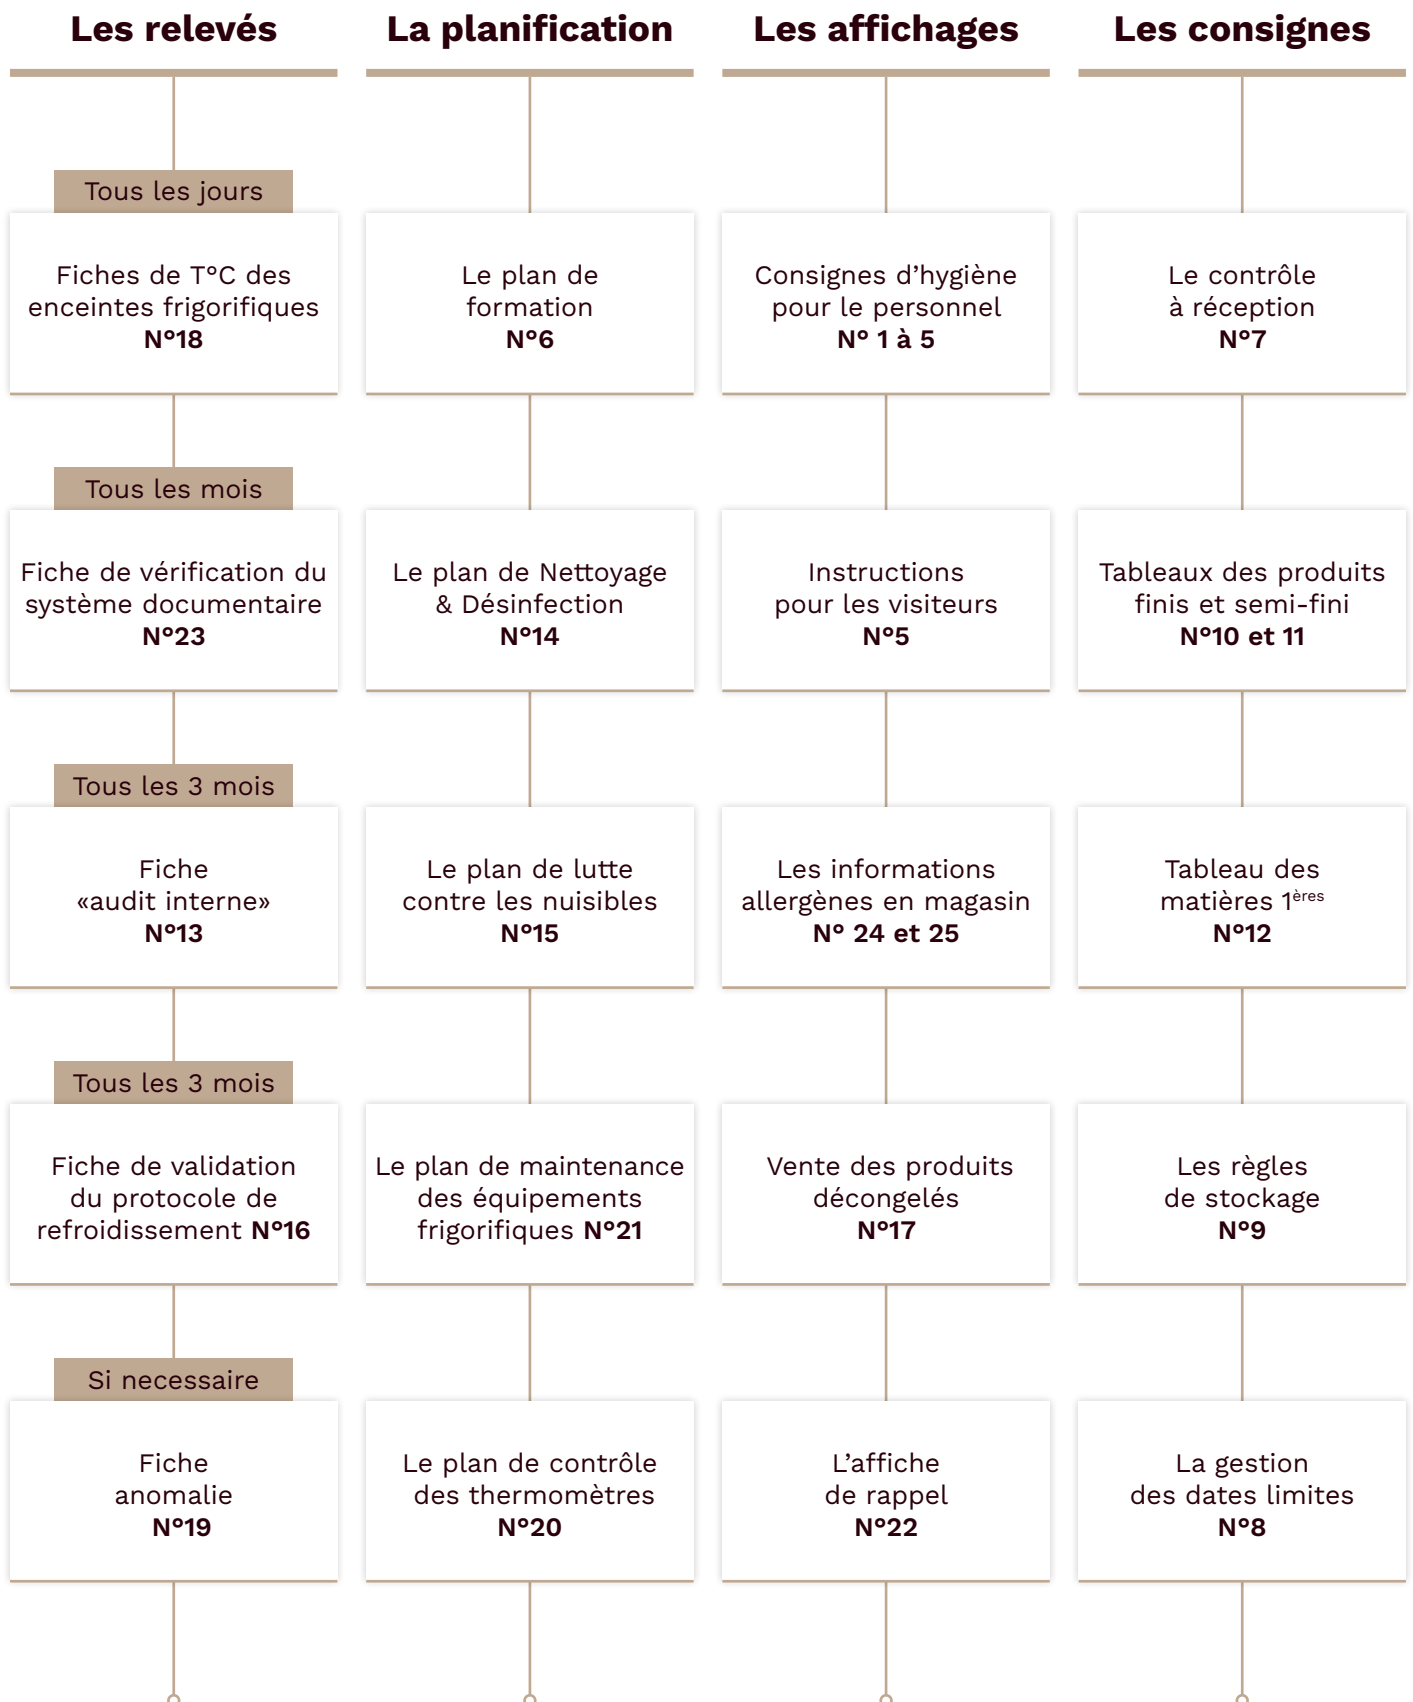 Les relevés
Tous les jours
Fiches de T°C des
enceintes frigorifiques
N°18
Tous les mois
Fiche de vérification du
système documentaire
N°23
Tous les 3 mois
Fiche
«audit interne»
N°13
Tous les 3 mois
Fiche de validation
du protocole de
refroidissement N°16
Si necessaire
Fiche
anomalie
N°19
La planification
Le plan de
formation
N°6
Le plan de Nettoyage
& Désinfection
N°14
Le plan de lutte
contre les nuisibles
N°15
Le plan de maintenance
des équipements
frigorifiques N°21
Le plan de contrôle
des thermomètres
N°20
Les affichages
Consignes d’hygiène
pour le personnel
N° 1 à 5
Instructions
pour les visiteurs
N°5
Les informations
allergènes en magasin
N° 24 et 25
Vente des produits
décongelés
N°17
L’affiche
de rappel
N°22
Les consignes
Le contrôle
à réception
N°7
Tableaux des produits
finis et semi-fini
N°10 et 11
Tableau des
matières 1ères
N°12
Les règles
de stockage
N°9
La gestion
des dates limites
N°8